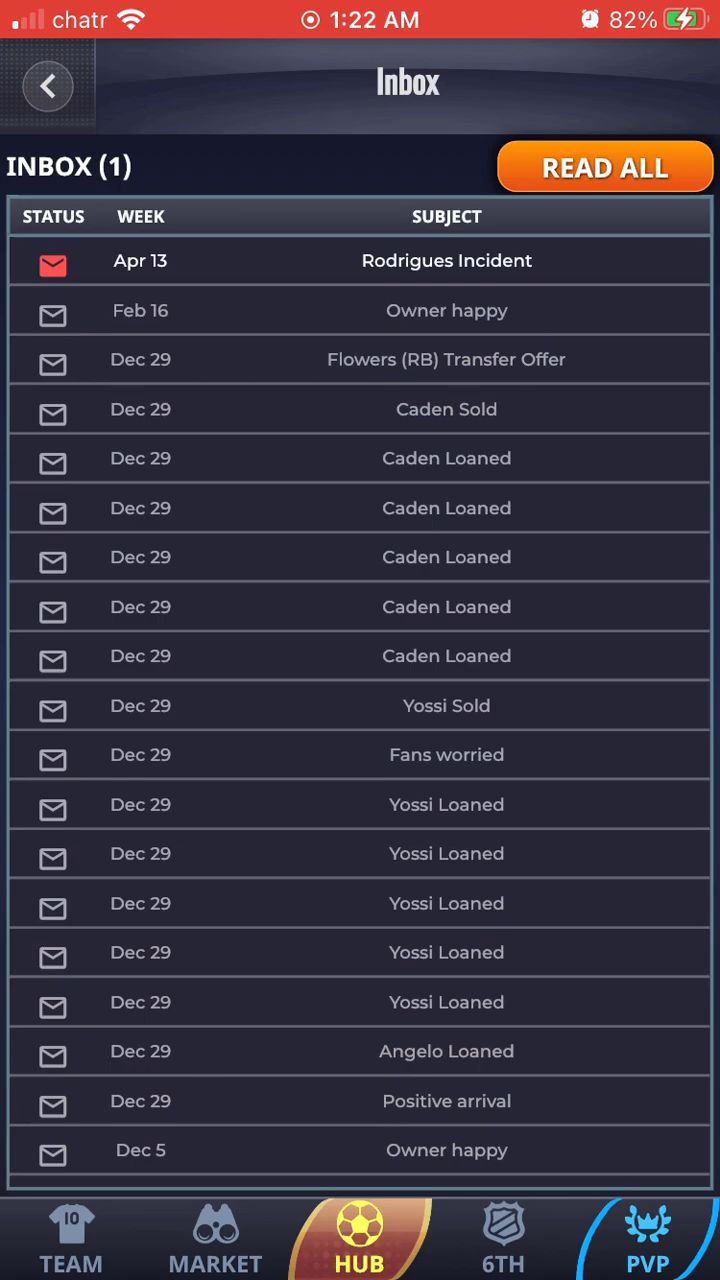 chatr 1:22 AM 82%
Inbox
INBOX (1) READ ALL
STATUS WEEK SUBJECT
Apr 13 Rodrigues Incident
Feb 16 Owner happy
Dec 29 Flowers (RB) Transfer Offer
Dec 29 Caden Sold
Dec 29 Caden Loaned
Dec 29 Caden Loaned
Dec 29 Caden Loaned
Dec 29 Caden Loaned
Dec 29 Caden Loaned
Dec 29 Yossi Sold
Dec 29 Fans worried
Dec 29 Yossi Loaned
Dec 29 Yossi Loaned
Dec 29 Yossi Loaned
Dec 29 Yossi Loaned
Dec 29 Yossi Loaned
Dec 29 Angelo Loaned
Dec 29 Positive arrival
Dec 5 Owner happy
10
TEAM MARKET HUB 6TH PVP